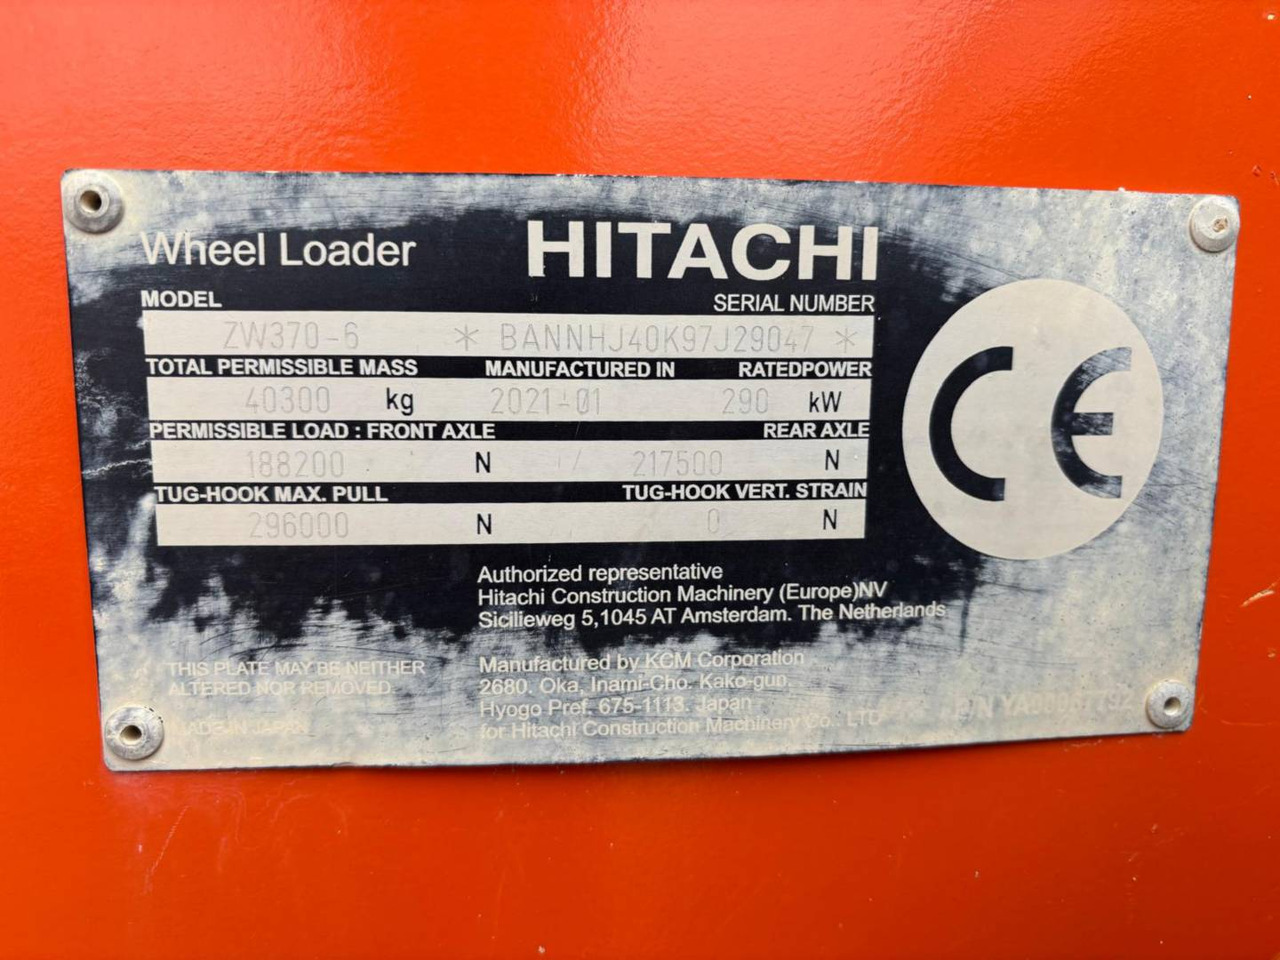 Wheel Loader HITACHI
MODEL SERIAL NUMBER
ZW370-6 * BANNHJ40K97J29047 *
TOTAL PERMISSIBLE MASS MANUFACTURED IN RATEDPOWER
40300 kg 2021-01 290 kW
PERMISSIBLE LOAD : FRONT AXLE REAR AXLE
188200 N 217500 N
TUG-HOOK MAX. PULL TUG-HOOK VERT. STRAIN
296000 N 0 N
CE
Authorized representative
Hitachi Construction Machinery (Europe)NV
Sicilieweg 5,1045 AT Amsterdam. The Netherlands
THIS PLATE MAY BE NEITHER
ALTERED NOR REMOVED.
MADE IN JAPAN
Manufactured by KCM Corporation
2680, Oka, Inami-Cho, Kako-gun,
Hyogo Pref. 675-1113, Japan
for Hitachi Construction Machinery Co., LTD
P/N